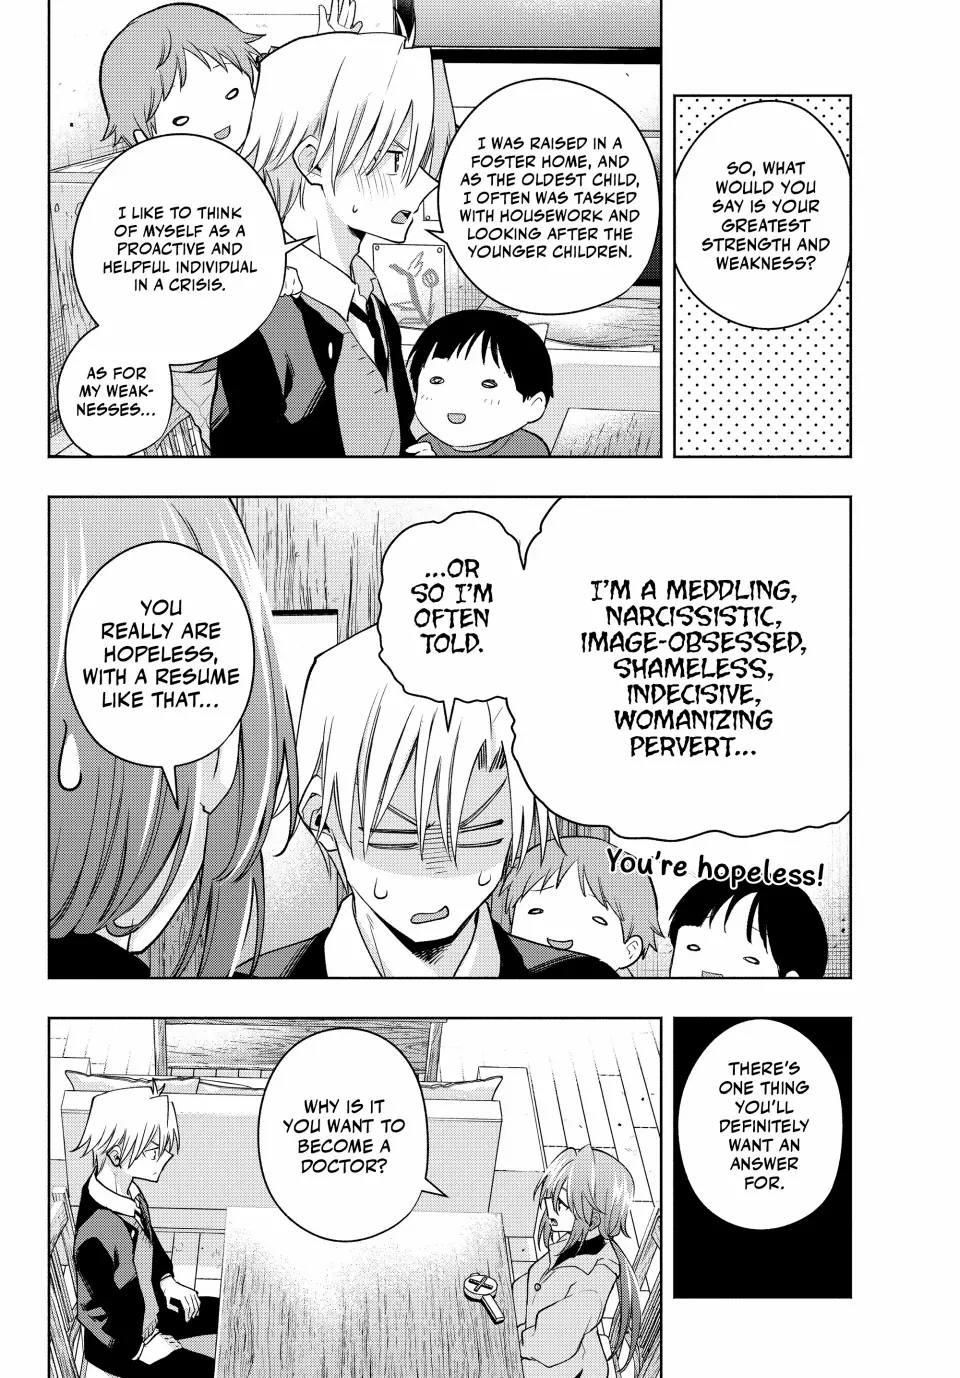 SO, WHAT
WOULD YOU
SAY IS YOUR
GREATEST
STRENGTH AND
WEAKNESS?
I WAS RAISED IN A
FOSTER HOME, AND
AS THE OLDEST CHILD,
I OFTEN WAS TASKED
WITH HOUSEWORK AND
LOOKING AFTER THE
YOUNGER CHILDREN.
I LIKE TO THINK
OF MYSELF AS A
PROACTIVE AND
HELPFUL INDIVIDUAL
IN A CRISIS.
AS FOR
MY WEAK-
NESSES...
I'M A MEDDLING,
NARCISSISTIC,
IMAGE-OBSESSED,
SHAMELESS,
INDECISIVE,
WOMANIZING
PERVERT...
...OR
SO I'M
OFTEN
TOLD.
You're hopeless!
YOU
REALLY ARE
HOPELESS,
WITH A RESUME
LIKE THAT...
THERE'S
ONE THING
YOU'LL
DEFINITELY
WANT AN
ANSWER
FOR.
WHY IS IT
YOU WANT TO
BECOME A
DOCTOR?